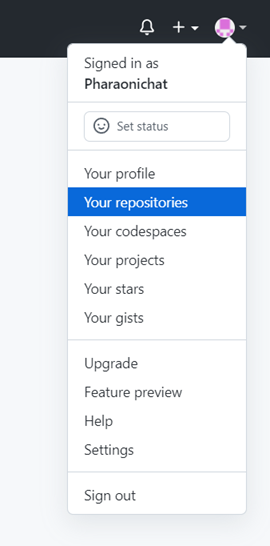 Signed in as
Pharaonichat
Set status
Your profile
Your repositories
Your codespaces
Your projects
Your stars
Your gists
Upgrade
Feature preview
Help
Settings
Sign out